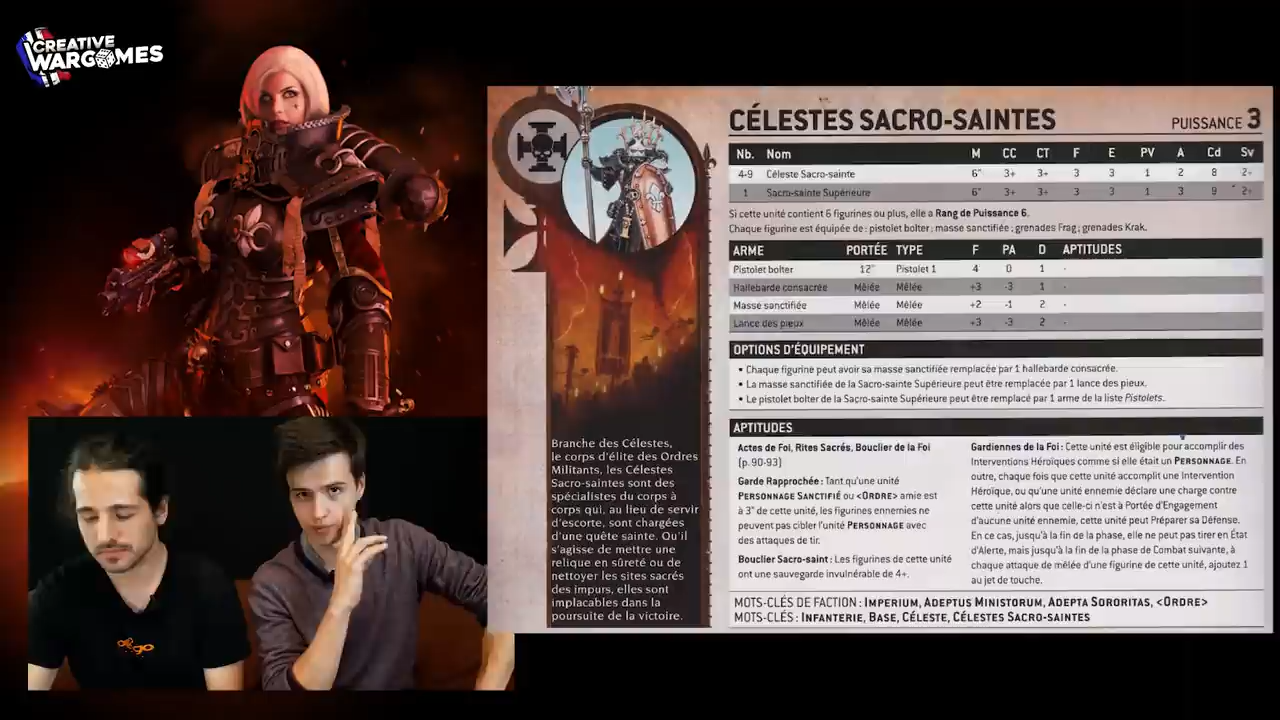 CREATIVE
WARGAMES
CÉLESTES SACRO-SAINTES
PUISSANCE 3
Nb. Nom M CC CT F E PV A Cd Sv
4-9 Céleste Sacro-sainte 6" 3+ 3+ 3 3 1 2 8 2+
1 Sacro-sainte Supérieure 6" 3+ 3+ 3 3 1 3 9 2+
Si cette unité contient 6 figurines ou plus, elle a Rang de Puissance 6.
Chaque figurine est équipée de : pistolet bolter ; masse sanctifiée ; grenades Frag ; grenades Krak.
ARME PORTÉE TYPE F PA D APTITUDES
Pistolet bolter 12" Pistolet 1 4 0 1 -
Hallebarde consacrée Mêlée Mêlée +3 -3 1 -
Masse sanctifiée Mêlée Mêlée +2 -1 2 -
Lance des pieux Mêlée Mêlée +3 -3 2 -
OPTIONS D'ÉQUIPEMENT
• Chaque figurine peut avoir sa masse sanctifiée remplacée par 1 hallebarde consacrée.
• La masse sanctifiée de la Sacro-sainte Supérieure peut être remplacée par 1 lance des pieux.
• Le pistolet bolter de la Sacro-sainte Supérieure peut être remplacé par 1 arme de la liste Pistolets.
APTITUDES
Actes de Foi, Rites Sacrés, Bouclier de la Foi
(p. 90-93)
Garde Rapprochée : Tant qu'une unité
PERSONNAGE SANCTIFIÉ ou <ORDRE> amie est
à 3" de cette unité, les figurines ennemies ne
peuvent pas cibler l'unité PERSONNAGE avec
des attaques de tir.
Bouclier Sacro-saint : Les figurines de cette unité
ont une sauvegarde invulnérable de 4+.
Gardiennes de la Foi : Cette unité est éligible pour accomplir des
Interventions Héroïques comme si elle était un PERSONNAGE. En
outre, chaque fois que cette unité accomplit une Intervention
Héroïque, ou qu'une unité ennemie déclare une charge contre
cette unité alors que celle-ci n'est à Portée d'Engagement
d'aucune unité ennemie, cette unité peut Préparer sa Défense.
En ce cas, jusqu'à la fin de la phase, elle ne peut pas tirer en État
d'Alerte, mais jusqu'à la fin de la phase de Combat suivante, à
chaque attaque de mêlée d'une figurine de cette unité, ajoutez 1
au jet de touche.
MOTS-CLÉS DE FACTION : IMPERIUM, ADEPTUS MINISTORUM, ADEPTA SORORITAS, <ORDRE>
MOTS-CLÉS : INFANTERIE, BASE, CÉLESTE, CÉLESTES SACRO-SAINTES
Branche des Célestes,
le corps d'élite des Ordres
Militants, les Célestes
Sacro-saintes sont des
spécialistes du corps à
corps qui, au lieu de servir
d'escorte, sont chargées
d'une quête sainte. Qu'il
s'agisse de mettre une
relique en sûreté ou de
nettoyer les sites sacrés
des impurs, elles sont
implacables dans la
poursuite de la victoire.